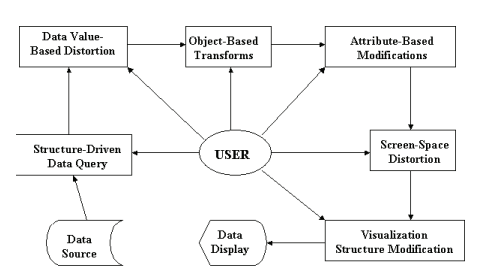 Data Value-
Based Distortion
Object-Based
Transforms
Attribute-Based
Modifications
Structure-Driven
Data Query
USER
Screen-Space
Distortion
Data
Source
Data
Display
Visualization
Structure Modification